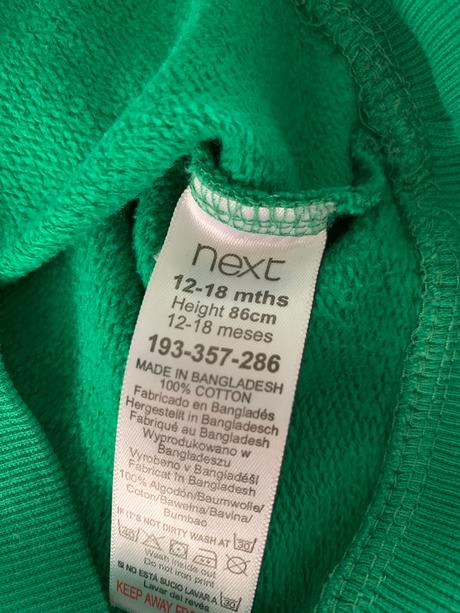 next
12-18 mths
Height 86cm
12-18 meses
193-357-286
MADE IN BANGLADESH
100% COTTON
Fabricado en Bangladés
Hergestellt in Bangladesch
Fabriqué au Bangladesh
Wyprodukowano w
Bangladeszu
Vyrobeno v Bangladéši
Fabricat în Bangladesh
100% Algodón/Baumwolle/
Coton/Bawełna/Bavlna/
Bumbac
IF IT'S NOT DIRTY WASH AT 30
40
Wash inside out
Do not iron print
SI NO ESTÁ SUCIO LAVAR A 30
Lavar del revés
KEEP AWAY